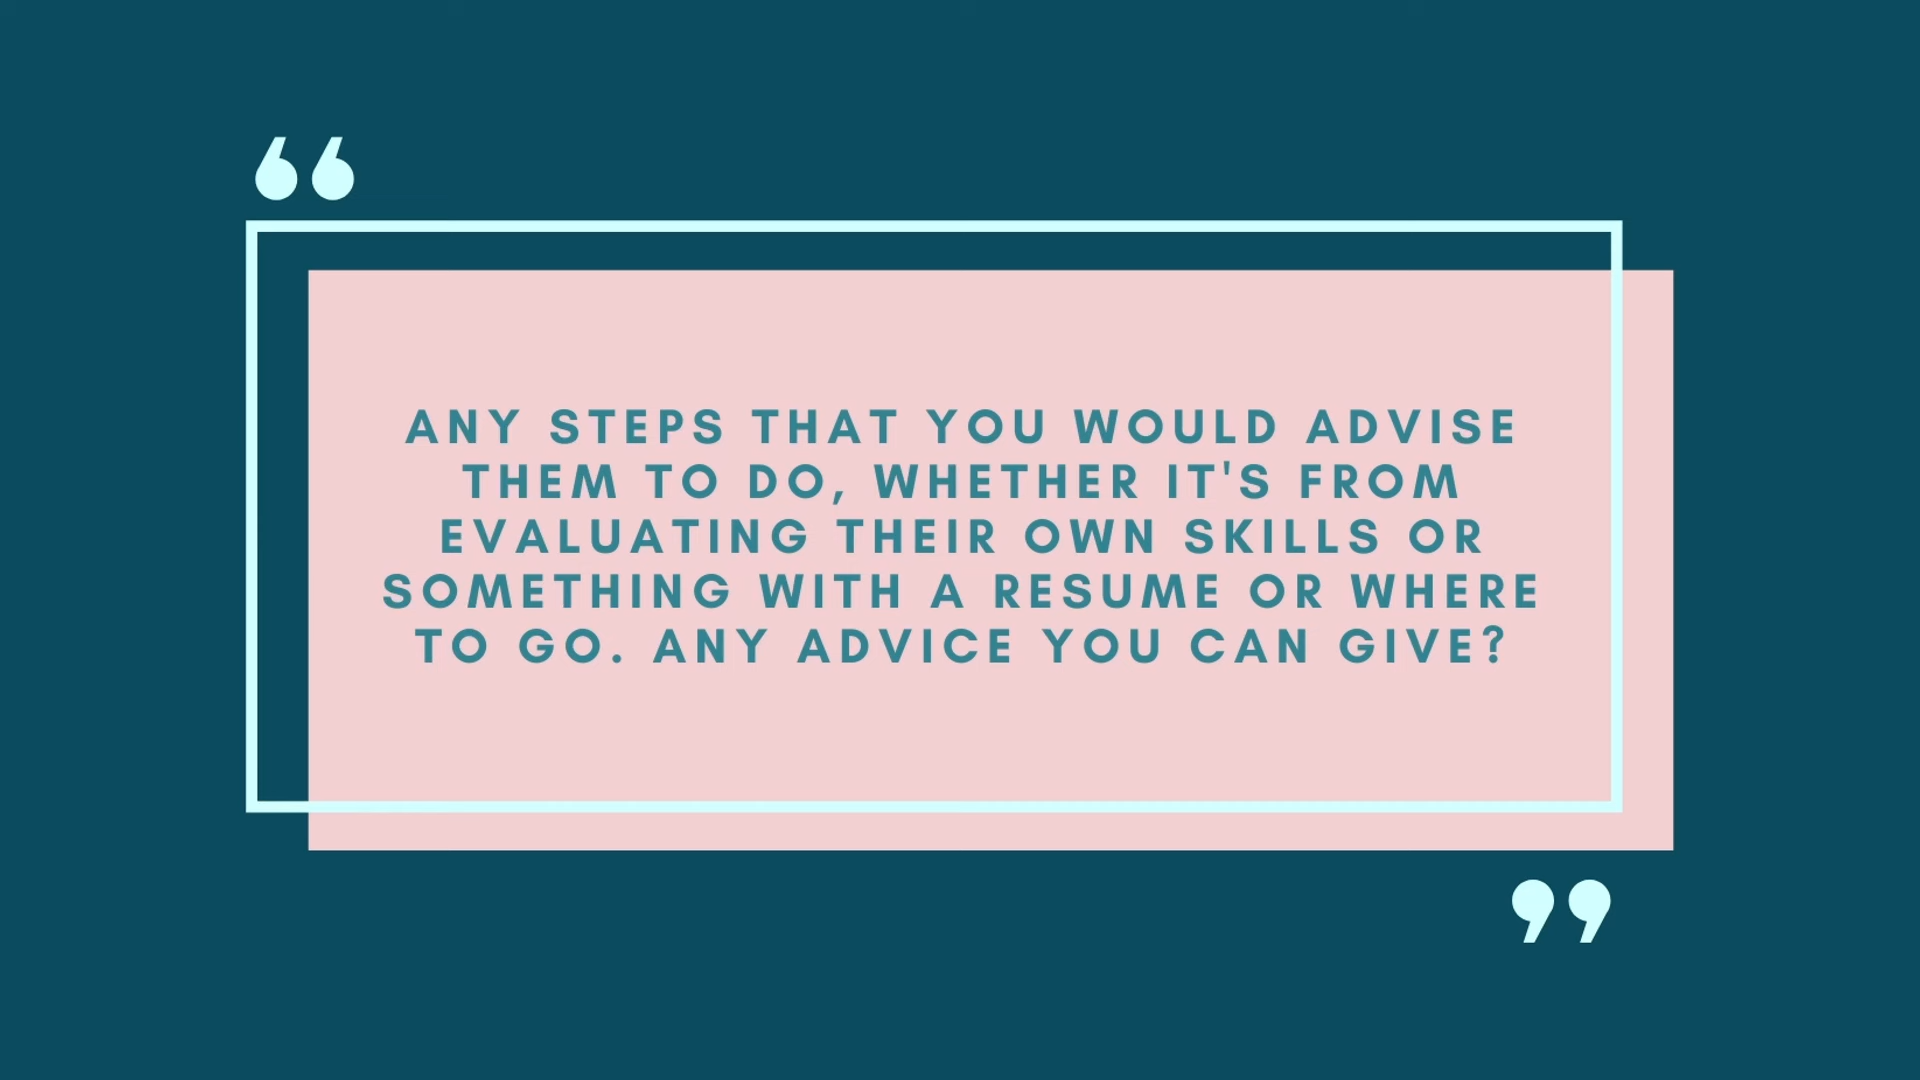 “
ANY STEPS THAT YOU WOULD ADVISE
THEM TO DO, WHETHER IT'S FROM
EVALUATING THEIR OWN SKILLS OR
SOMETHING WITH A RESUME OR WHERE
TO GO. ANY ADVICE YOU CAN GIVE?
”